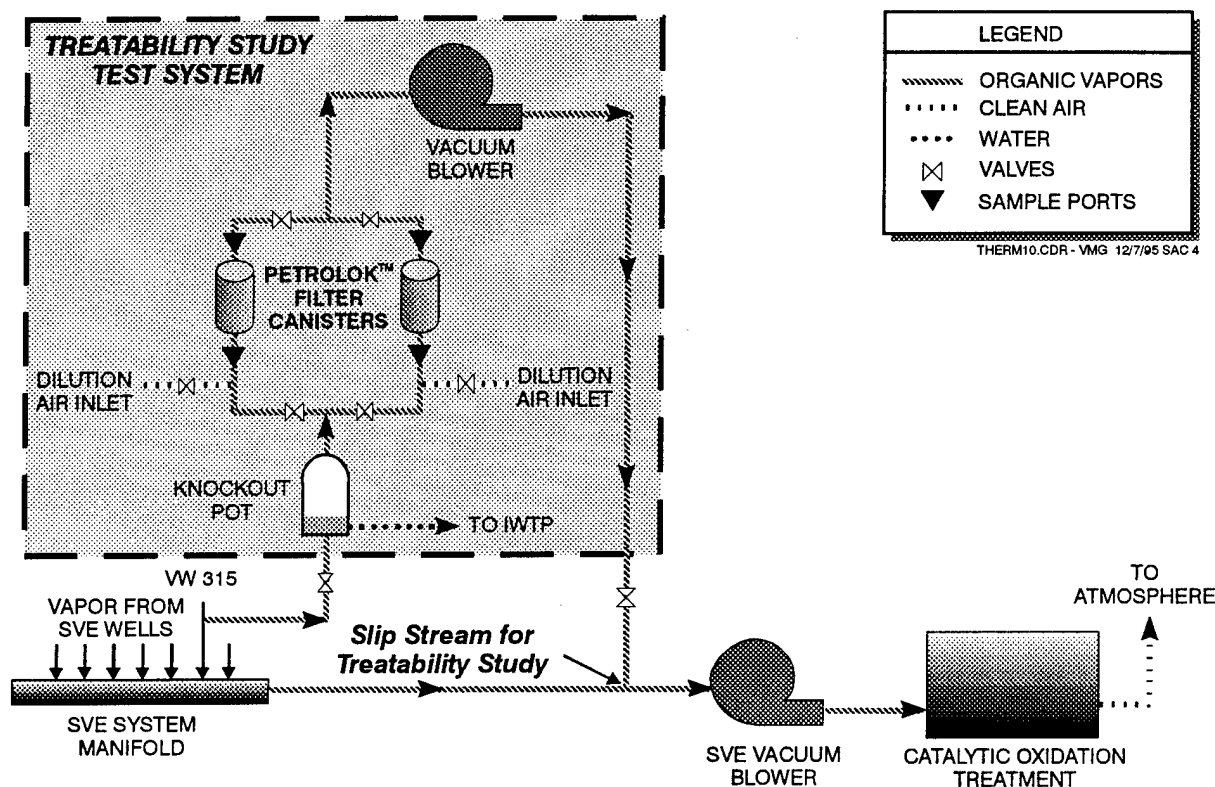 TREATABILITY STUDY
TEST SYSTEM
VACUUM
BLOWER
PETROLOK™
FILTER
CANISTERS
DILUTION
AIR INLET
DILUTION
AIR INLET
KNOCKOUT
POT
TO IWTP
LEGEND
ORGANIC VAPORS
CLEAN AIR
WATER
VALVES
SAMPLE PORTS
THERM10.CDR - VMG 12/7/95 SAC 4
VW 315
VAPOR FROM
SVE WELLS
SVE SYSTEM
MANIFOLD
Slip Stream for
Treatability Study
SVE VACUUM
BLOWER
TO
ATMOSPHERE
CATALYTIC OXIDATION
TREATMENT